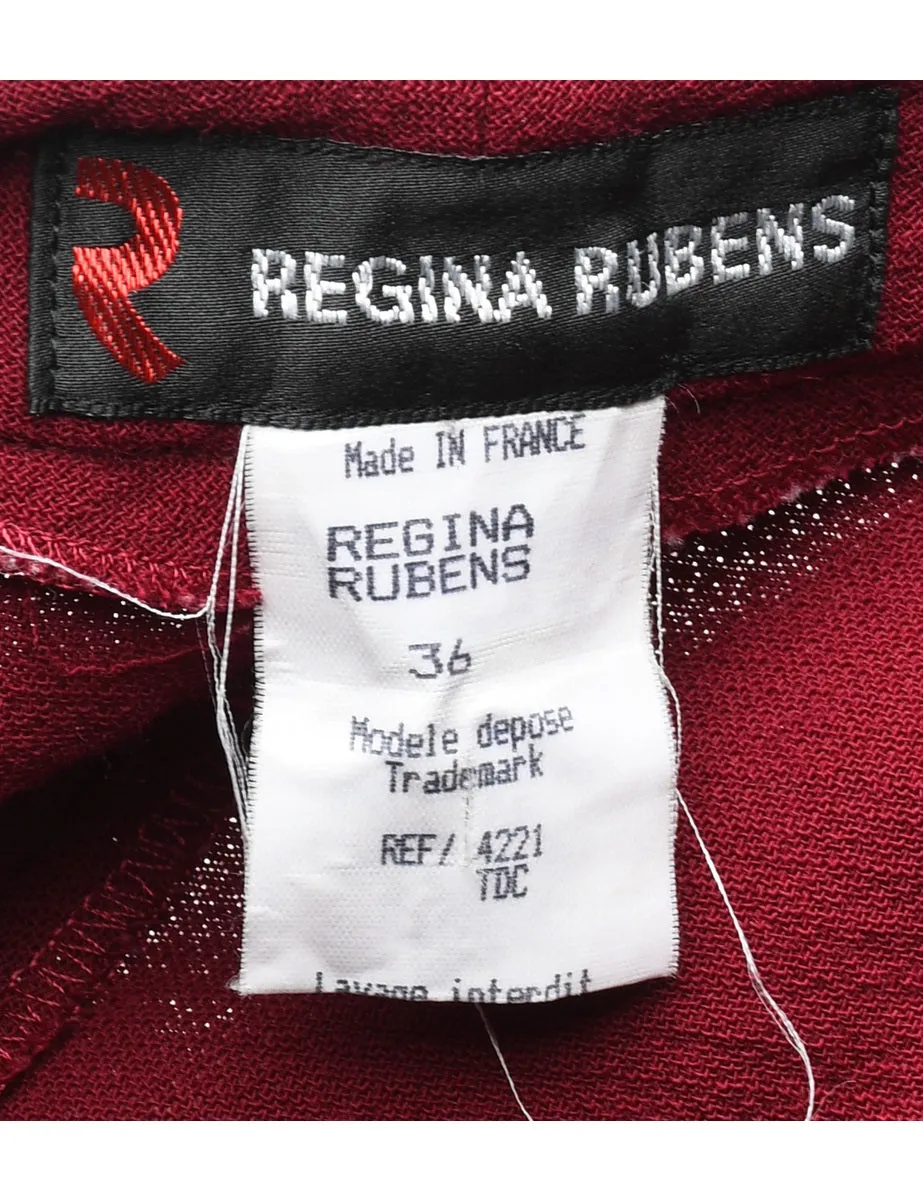 R REGINA RUBENS
Made IN FRANCE
REGINA
RUBENS
36
Modele depose
Trademark
REF/ 4221
TDC
Lavage interdit